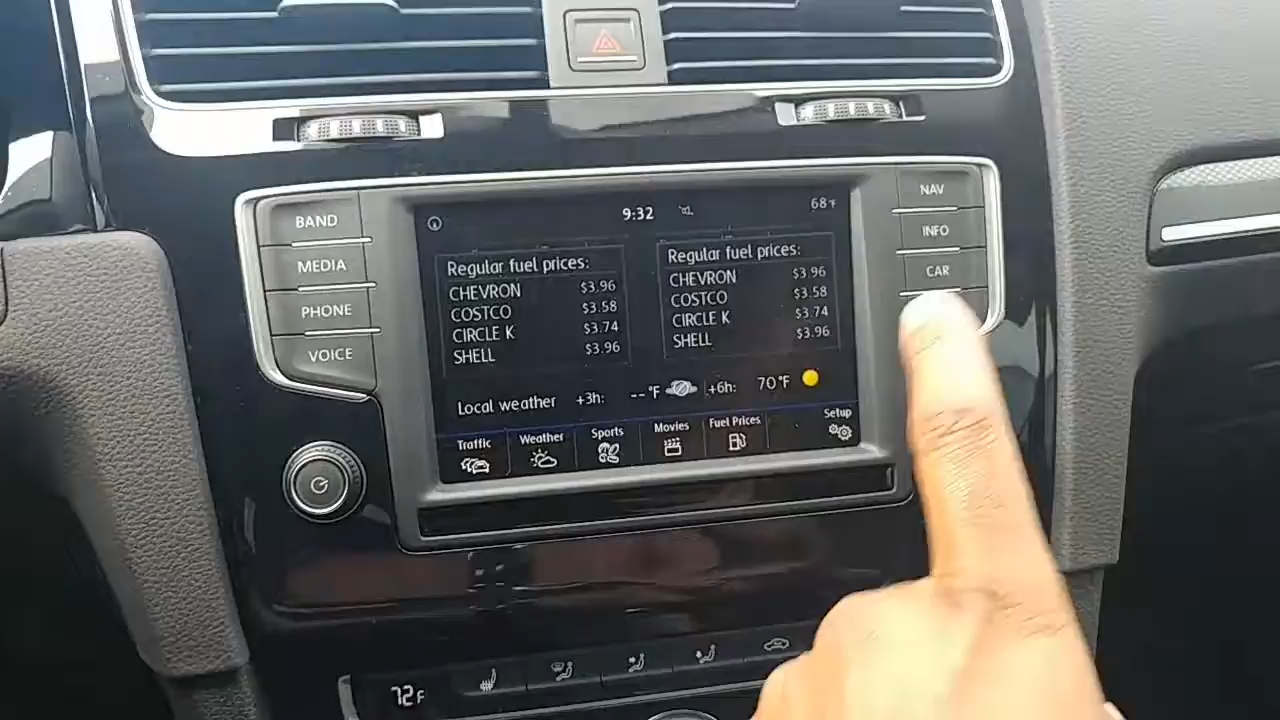 BAND
MEDIA
PHONE
VOICE
9:32
68°F
Regular fuel prices:
CHEVRON $3.96
COSTCO $3.58
CIRCLE K $3.74
SHELL $3.96
Regular fuel prices:
CHEVRON $3.96
COSTCO $3.58
CIRCLE K $3.74
SHELL $3.96
Local weather +3h: --°F +6h: 70°F
Traffic Weather Sports Movies Fuel Prices Setup
NAV
INFO
CAR
72°F